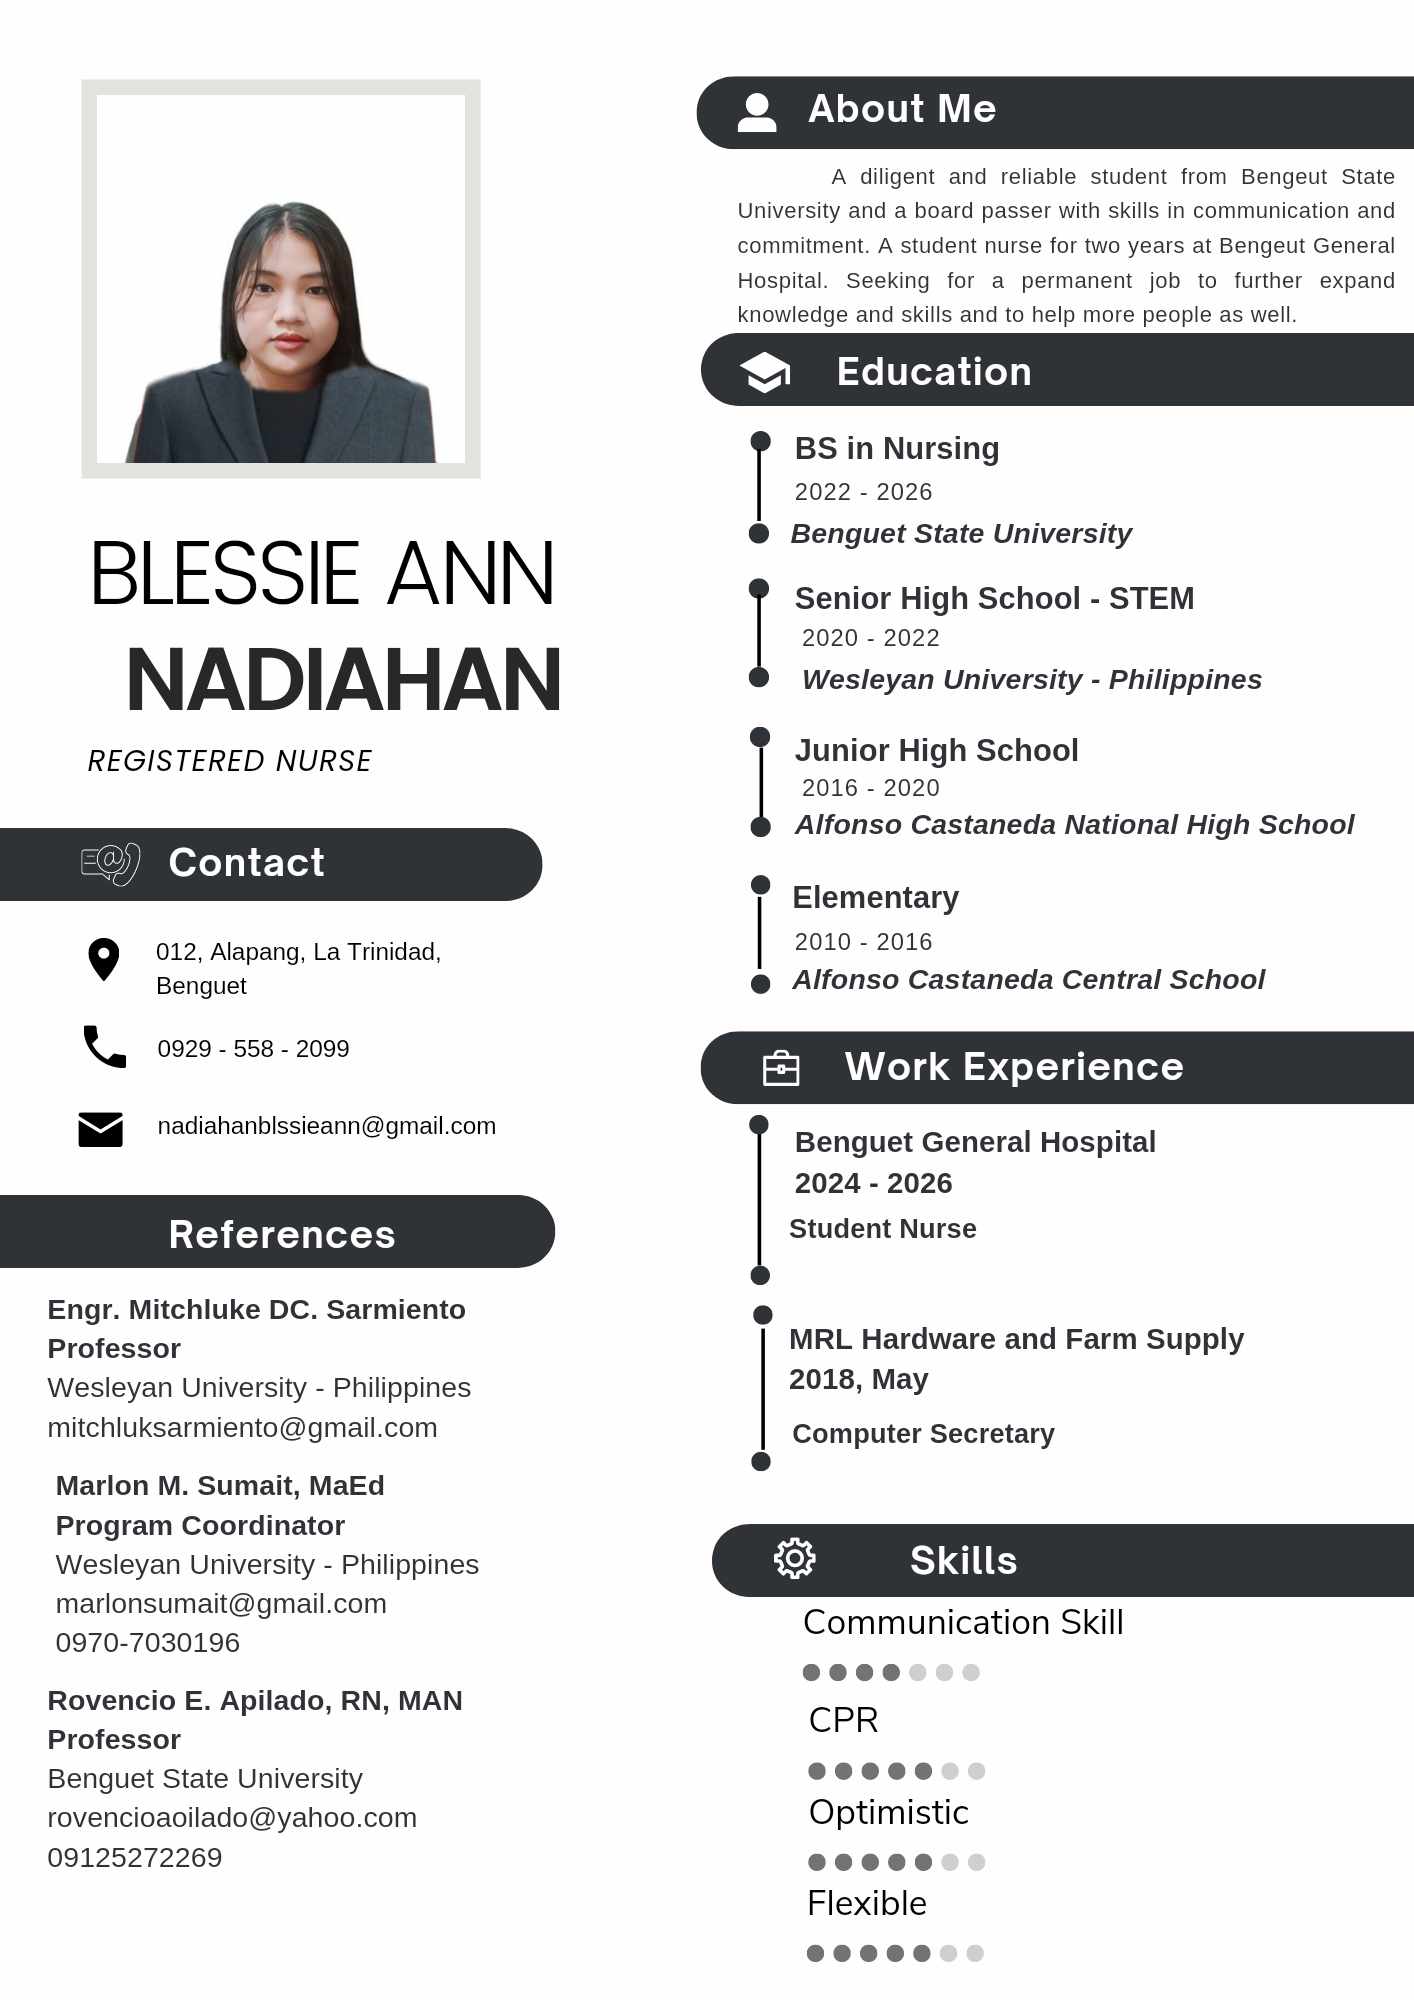 BLESSIE ANN
NADIAHAN
REGISTERED NURSE
Contact
012, Alapang, La Trinidad,
Benguet
0929 - 558 - 2099
nadiahanblssieann@gmail.com
References
Engr. Mitchluke DC. Sarmiento
Professor
Wesleyan University - Philippines
mitchluksarmiento@gmail.com
Marlon M. Sumait, MaEd
Program Coordinator
Wesleyan University - Philippines
marlonsumait@gmail.com
0970-7030196
Rovencio E. Apilado, RN, MAN
Professor
Benguet State University
rovencioaoilado@yahoo.com
09125272269
About Me
A diligent and reliable student from Bengeut State
University and a board passer with skills in communication and
commitment. A student nurse for two years at Bengeut General
Hospital. Seeking for a permanent job to further expand
knowledge and skills and to help more people as well.
Education
BS in Nursing
2022 - 2026
Benguet State University
Senior High School - STEM
2020 - 2022
Wesleyan University - Philippines
Junior High School
2016 - 2020
Alfonso Castaneda National High School
Elementary
2010 - 2016
Alfonso Castaneda Central School
Work Experience
Benguet General Hospital
2024 - 2026
Student Nurse
MRL Hardware and Farm Supply
2018, May
Computer Secretary
Skills
Communication Skill
CPR
Optimistic
Flexible